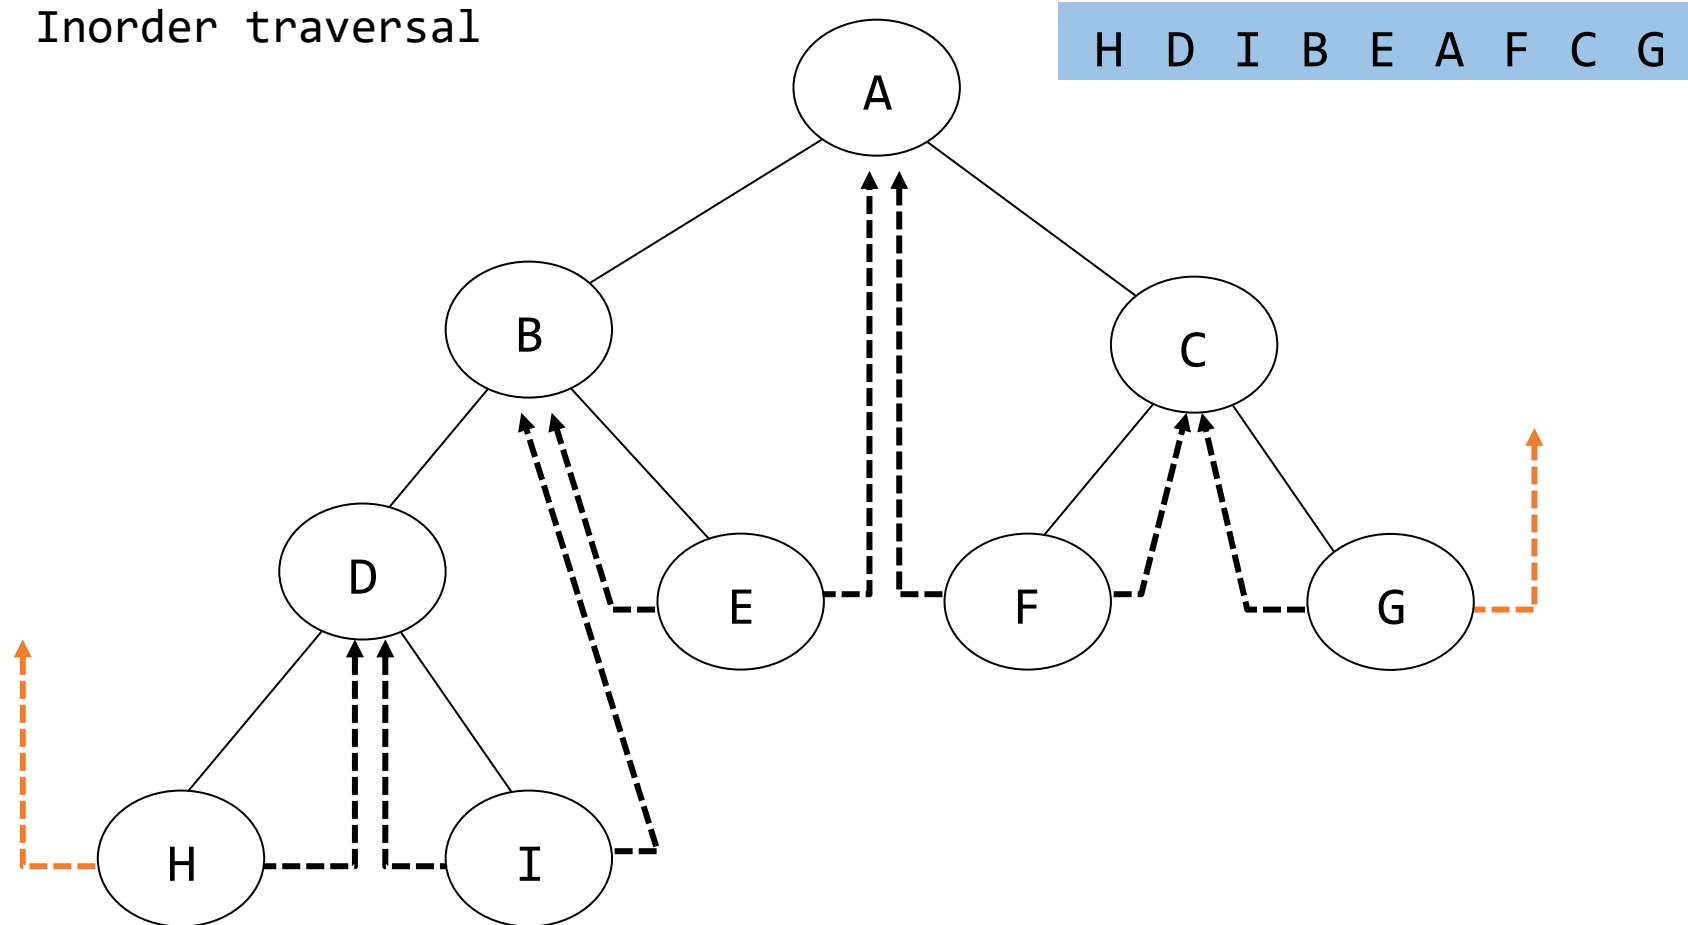 Inorder traversal
H D I B E A F C G
A
B
C
D
E
F
G
H
I